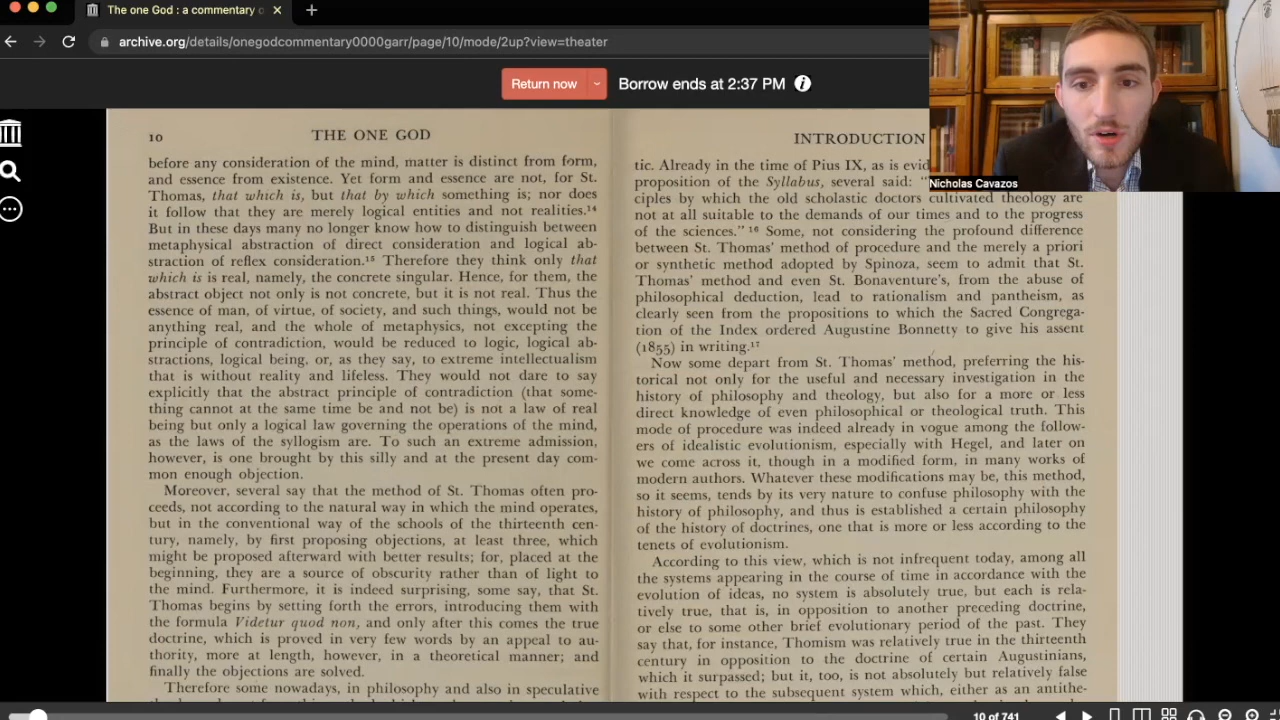 The one God : a commentary o
archive.org/details/onegodcommentary0000garr/page/10/mode/2up?view=theater
Return now
Borrow ends at 2:37 PM
Nicholas Cavazos
10
THE ONE GOD
before any consideration of the mind, matter is distinct from form,
and essence from existence. Yet form and essence are not, for St.
Thomas, that which is, but that by which something is; nor does
it follow that they are merely logical entities and not realities.14
But in these days many no longer know how to distinguish between
metaphysical abstraction of direct consideration and logical ab-
straction of reflex consideration.15 Therefore they think only that
which is is real, namely, the concrete singular. Hence, for them, the
abstract object not only is not concrete, but it is not real. Thus the
essence of man, of virtue, of society, and such things, would not be
anything real, and the whole of metaphysics, not excepting the
principle of contradiction, would be reduced to logic, logical ab-
stractions, logical being, or, as they say, to extreme intellectualism
that is without reality and lifeless. They would not dare to say
explicitly that the abstract principle of contradiction (that some-
thing cannot at the same time be and not be) is not a law of real
being but only a logical law governing the operations of the mind,
as the laws of the syllogism are. To such an extreme admission,
however, is one brought by this silly and at the present day com-
mon enough objection.
Moreover, several say that the method of St. Thomas often pro-
ceeds, not according to the natural way in which the mind operates,
but in the conventional way of the schools of the thirteenth cen-
tury, namely, by first proposing objections, at least three, which
might be proposed afterward with better results; for, placed at the
beginning, they are a source of obscurity rather than of light to
the mind. Furthermore, it is indeed surprising, some say, that St.
Thomas begins by setting forth the errors, introducing them with
the formula Videtur quod non, and only after this comes the true
doctrine, which is proved in very few words by an appeal to au-
thority, more at length, however, in a theoretical manner; and
finally the objections are solved.
Therefore some nowadays, in philosophy and also in speculative
INTRODUCTION
tic. Already in the time of Pius IX, as is evid
proposition of the Syllabus, several said: "
ciples by which the old scholastic doctors cultivated theology are
not at all suitable to the demands of our times and to the progress
of the sciences." 16 Some, not considering the profound difference
between St. Thomas' method of procedure and the merely a priori
or synthetic method adopted by Spinoza, seem to admit that St.
Thomas' method and even St. Bonaventure's, from the abuse of
philosophical deduction, lead to rationalism and pantheism, as
clearly seen from the propositions to which the Sacred Congrega-
tion of the Index ordered Augustine Bonnetty to give his assent
(1855) in writing.17
Now some depart from St. Thomas' method, preferring the his-
torical not only for the useful and necessary investigation in the
history of philosophy and theology, but also for a more or less
direct knowledge of even philosophical or theological truth. This
mode of procedure was indeed already in vogue among the follow-
ers of idealistic evolutionism, especially with Hegel, and later on
we come across it, though in a modified form, in many works of
modern authors. Whatever these modifications may be, this method,
so it seems, tends by its very nature to confuse philosophy with the
history of philosophy, and thus is established a certain philosophy
of the history of doctrines, one that is more or less according to the
tenets of evolutionism.
According to this view, which is not infrequent today, among all
the systems appearing in the course of time in accordance with the
evolution of ideas, no system is absolutely true, but each is rela-
tively true, that is, in opposition to another preceding doctrine,
or else to some other brief evolutionary period of the past. They
say that, for instance, Thomism was relatively true in the thirteenth
century in opposition to the doctrine of certain Augustinians,
which it surpassed; but it, too, is not absolutely but relatively false
with respect to the subsequent system which, either as an antithe-
10 of 741